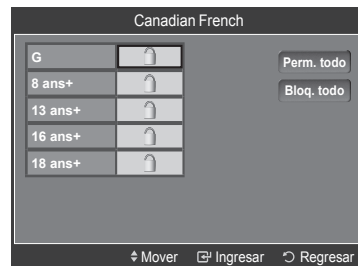 Canadian French
G
Perm. todo
8 ans+
Bloq. todo
13 ans+
16 ans+
18 ans+
Mover Ingresar Regresar